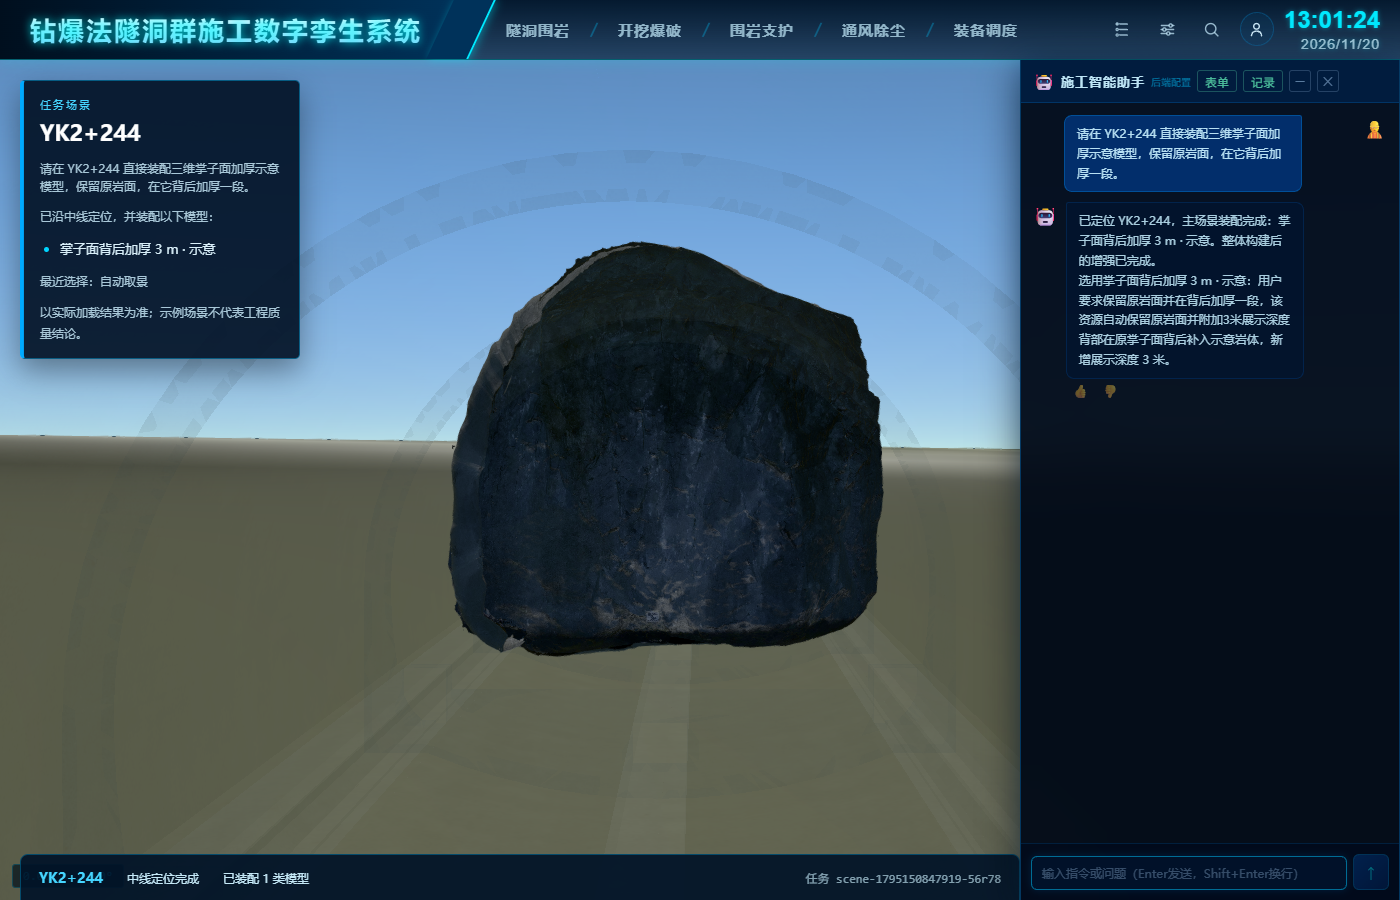 钻爆法隧洞群施工数字孪生系统
隧洞围岩 / 开挖爆破 / 围岩支护 / 通风除尘 / 装备调度
13:01:24
2026/11/20
任务场景
YK2+244
请在 YK2+244 直接装配三维掌子面加厚示意
模型，保留原岩面，在它背后加厚一段。
已沿中线定位，并装配以下模型：
掌子面背后加厚 3 m · 示意
最近选择：自动取景
以实际加载结果为准；示例场景不代表工程质
量结论。
施工智能助手 后端配置 表单 记录
请在 YK2+244 直接装配三维掌子面加
厚示意模型，保留原岩面，在它背后加
厚一段。
已定位 YK2+244，主场景装配完成：掌
子面背后加厚 3 m · 示意。整体构建后
的增强已完成。
选用掌子面背后加厚 3 m · 示意：用户
要求保留原岩面并在背后加厚一段，该
资源自动保留原岩面并附加3米展示深度
背部在原掌子面背后补入示意岩体，新
增展示深度 3 米。
YK2+244 中线定位完成 已装配 1 类模型
任务 scene-1795150847919-56r78
输入指令或问题（Enter发送，Shift+Enter换行）